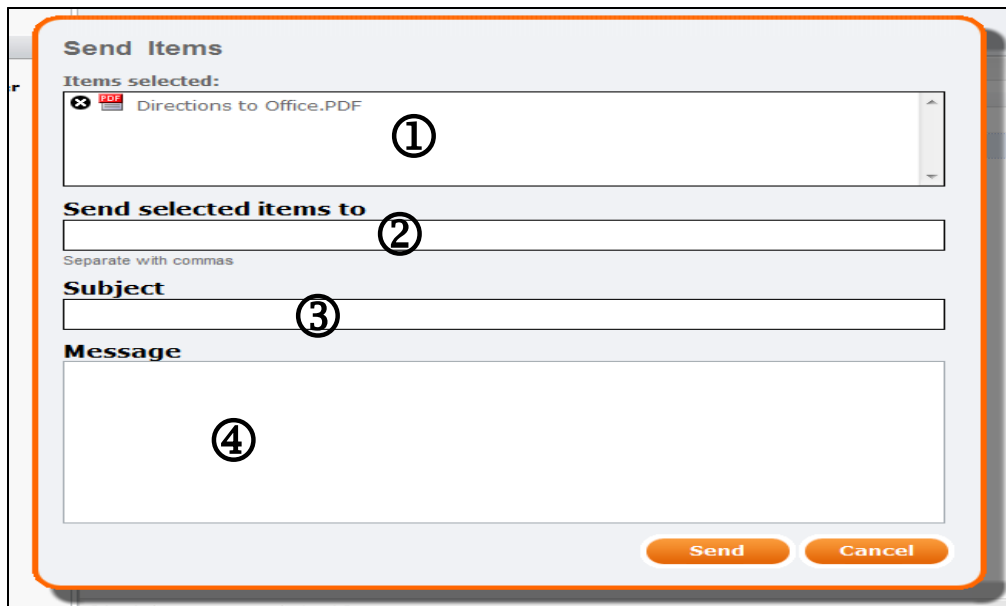 Send Items
Items selected:
er
PDF Directions to Office.PDF
①
Send selected items to
②
Separate with commas
Subject
③
Message
④
Send Cancel